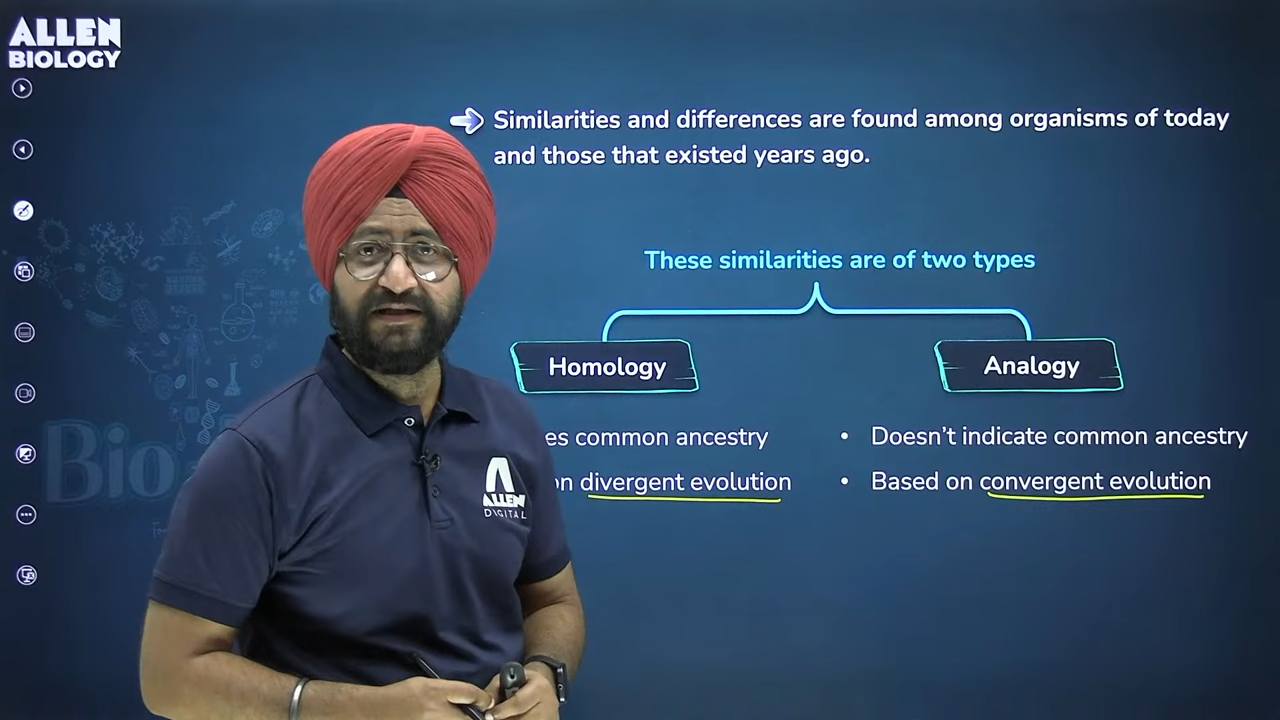 ALLEN
BIOLOGY
Similarities and differences are found among organisms of today
and those that existed years ago.
These similarities are of two types
Homology
Analogy
common ancestry
on divergent evolution
• Doesn’t indicate common ancestry
• Based on convergent evolution
Bio
ALLEN
DIGITAL